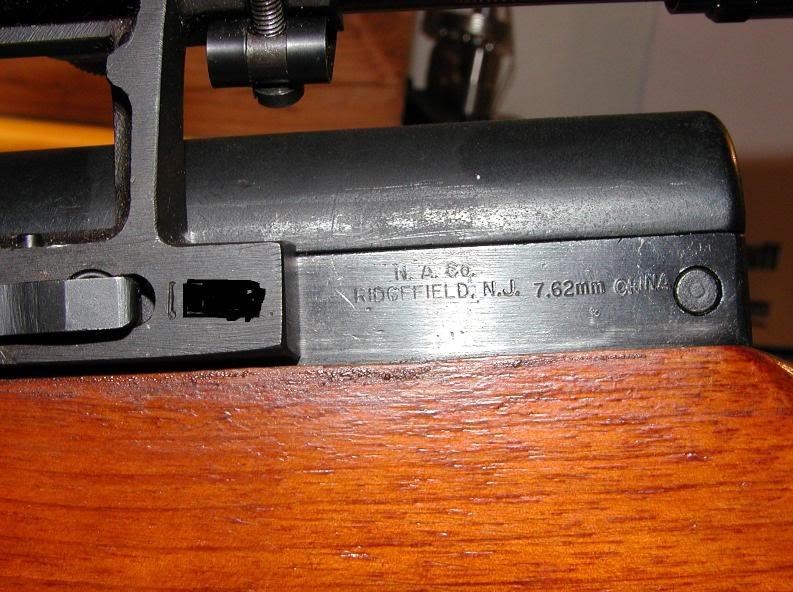 N. A. Co.
RIDGEFIELD, N.J. 7.62mm CHINA